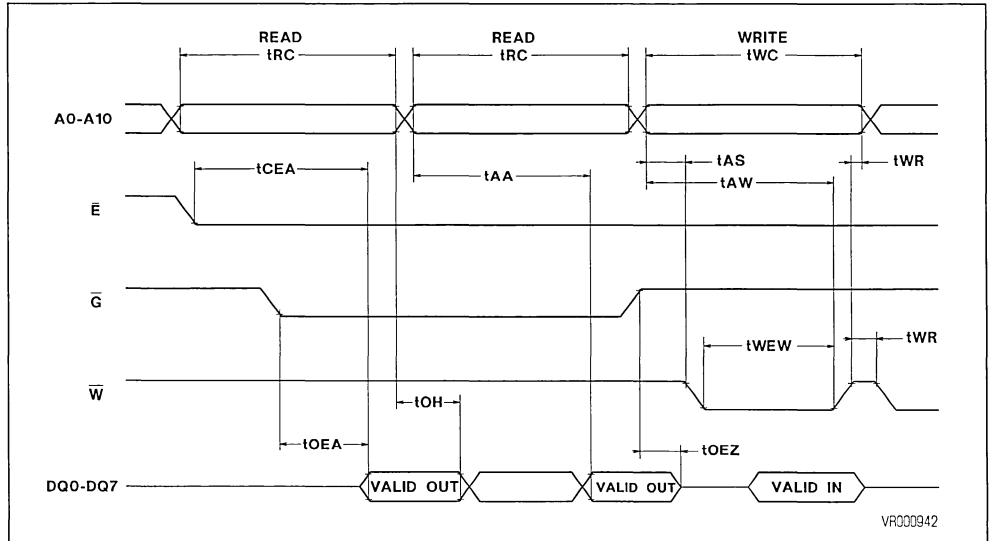 READ READ WRITE
tRC tRC tWC
A0-A10
tAS tWR
tCEA tAA tAW
E̅
G̅
tWEW tWR
W̅
tOH
tOEA tOEZ
DQ0-DQ7 VALID OUT VALID OUT VALID IN
VR000942